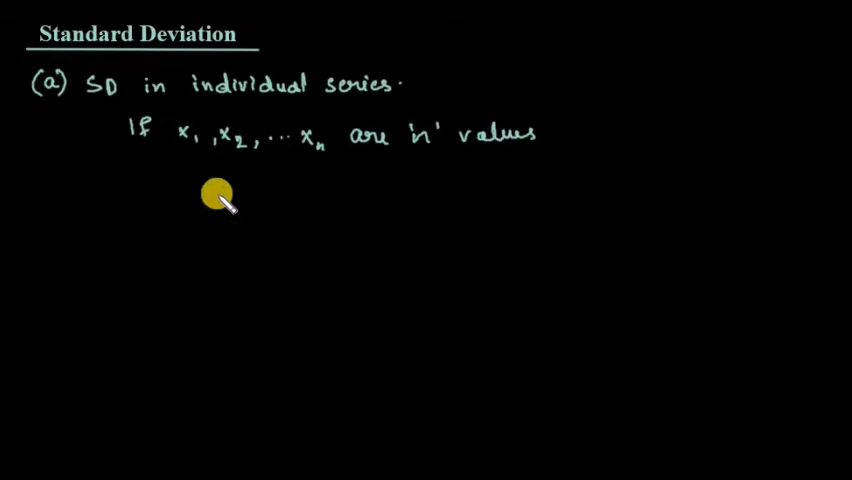 Standard Deviation
(a) SD in individual series.
If x₁, x₂, ... xₙ are 'n' values